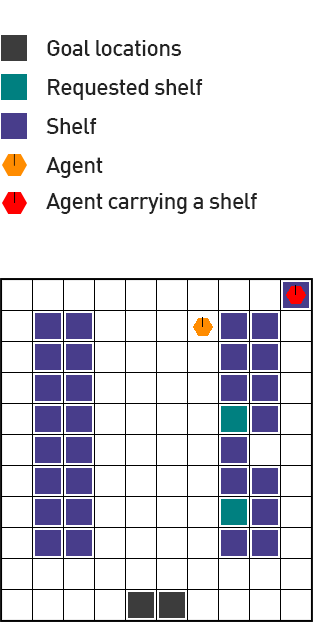 Goal locations
Requested shelf
Shelf
Agent
Agent carrying a shelf